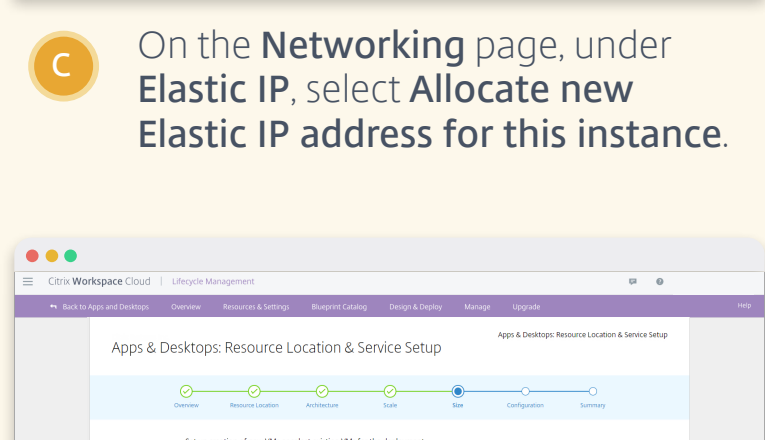 C
On the Networking page, under
Elastic IP, select Allocate new
Elastic IP address for this instance.
Citrix Workspace Cloud | Lifecycle Management
Back to Apps and Desktops Overview Resources & Settings Blueprint Catalog Design & Deploy Manage Upgrade Help
Apps & Desktops: Resource Location & Service Setup
Apps & Desktops: Resource Location & Service Setup
Overview Resource Location Architecture Scale Size Configuration Summary